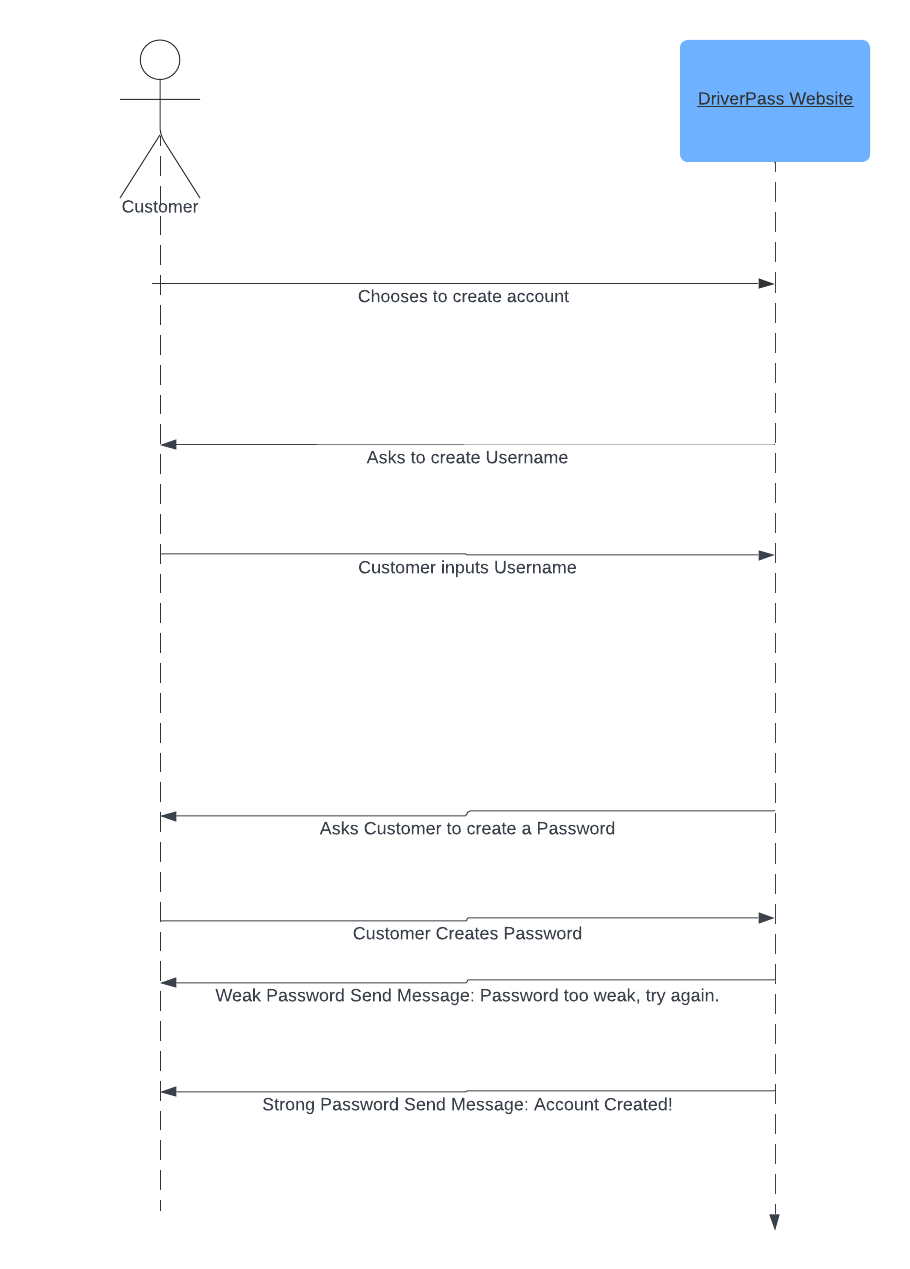 DriverPass Website
Customer
Chooses to create account
Asks to create Username
Customer inputs Username
Asks Customer to create a Password
Customer Creates Password
Weak Password Send Message: Password too weak, try again.
Strong Password Send Message: Account Created!